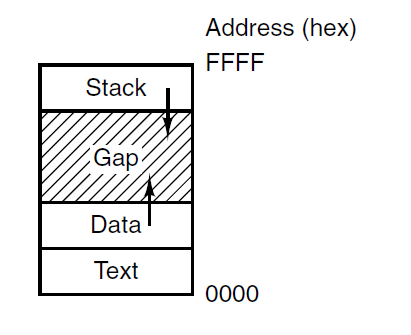 Address (hex)
FFFF
Stack
Gap
Data
Text
0000